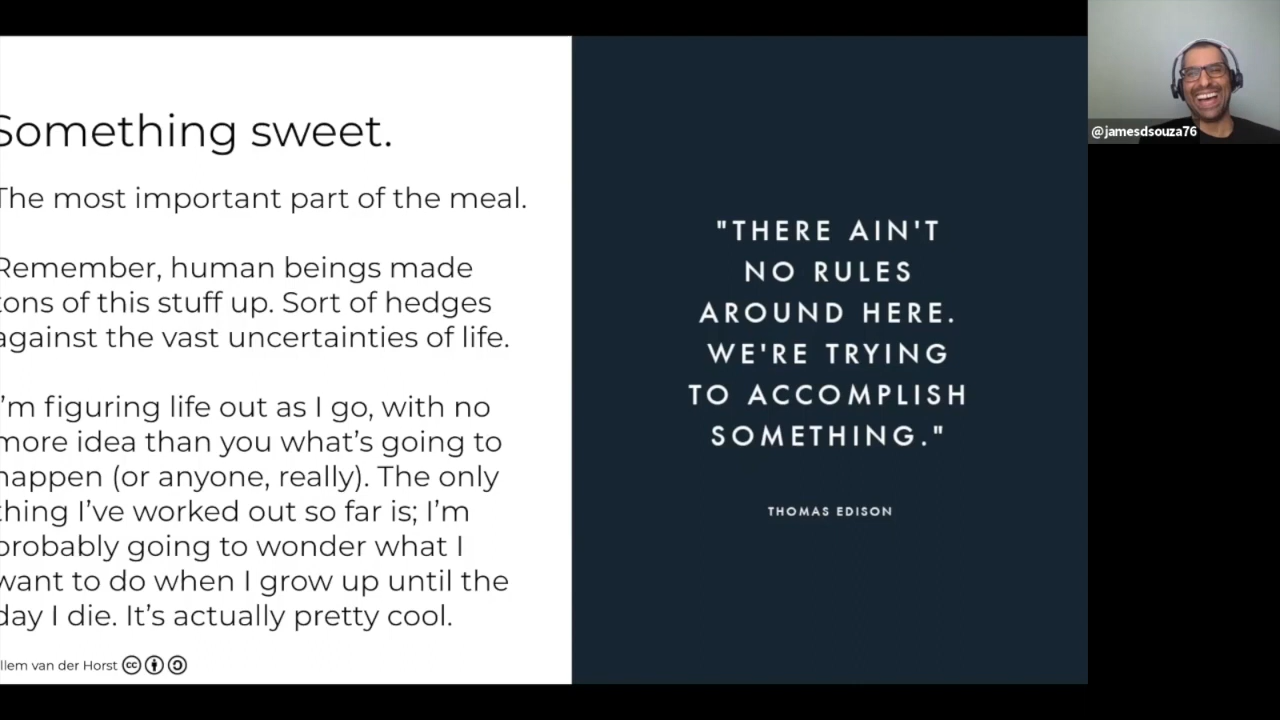 Something sweet.
The most important part of the meal.
Remember, human beings made
tons of this stuff up. Sort of hedges
against the vast uncertainties of life.
I'm figuring life out as I go, with no
more idea than you what's going to
happen (or anyone, really). The only
thing I've worked out so far is; I'm
probably going to wonder what I
want to do when I grow up until the
day I die. It's actually pretty cool.
llem van der Horst cc
"THERE AIN'T
NO RULES
AROUND HERE.
WE'RE TRYING
TO ACCOMPLISH
SOMETHING."
THOMAS EDISON
@jamesdsouza76